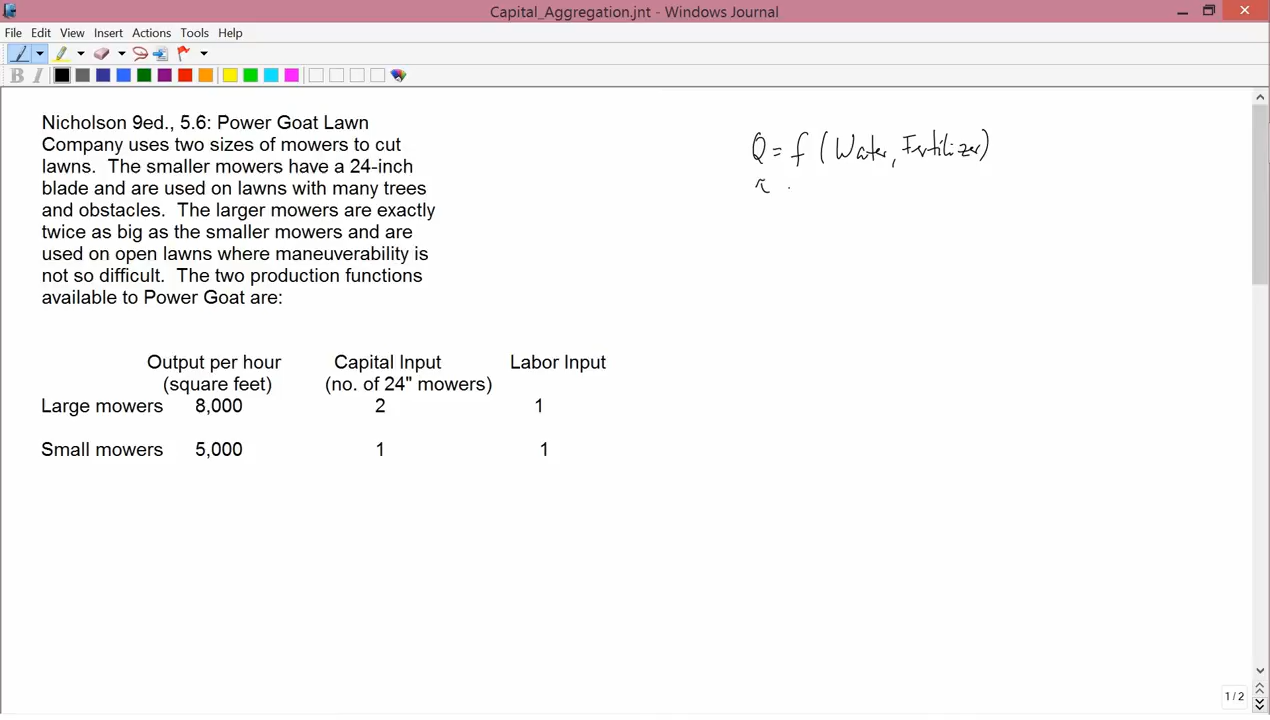 Capital_Aggregation.jnt - Windows Journal
File Edit View Insert Actions Tools Help
B I
Nicholson 9ed., 5.6: Power Goat Lawn
Company uses two sizes of mowers to cut
lawns. The smaller mowers have a 24-inch
blade and are used on lawns with many trees
and obstacles. The larger mowers are exactly
twice as big as the smaller mowers and are
used on open lawns where maneuverability is
not so difficult. The two production functions
available to Power Goat are:
Q = f (Water, Fertilizer)
Output per hour Capital Input Labor Input
(square feet) (no. of 24" mowers)
Large mowers 8,000 2 1
Small mowers 5,000 1 1
1 / 2